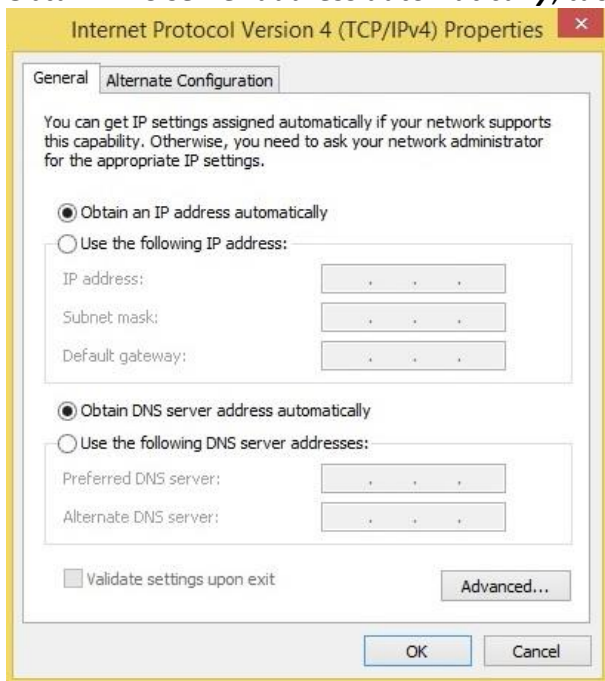 Internet Protocol Version 4 (TCP/IPv4) Properties
General
Alternate Configuration
You can get IP settings assigned automatically if your network supports
this capability. Otherwise, you need to ask your network administrator
for the appropriate IP settings.
Obtain an IP address automatically
Use the following IP address:
IP address:
Subnet mask:
Default gateway:
Obtain DNS server address automatically
Use the following DNS server addresses:
Preferred DNS server:
Alternate DNS server:
Validate settings upon exit
Advanced...
OK
Cancel